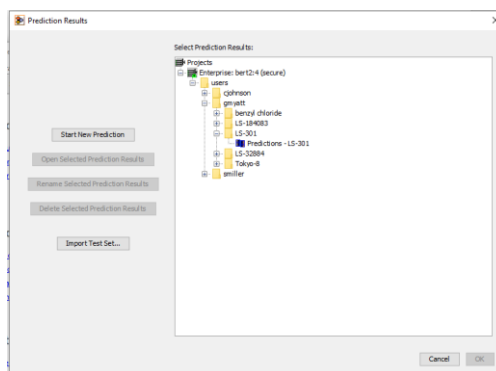 Prediction Results
Select Prediction Results:
Projects
Enterprise: bert2:4 (secure)
users
cjohnson
gmyatt
benzyl chloride
LS-184083
LS-301
Predictions - LS-301
LS-32884
Tokyo-8
smiller
Start New Prediction
Open Selected Prediction Results
Rename Selected Prediction Results
Delete Selected Prediction Results
Import Test Set...
Cancel
OK